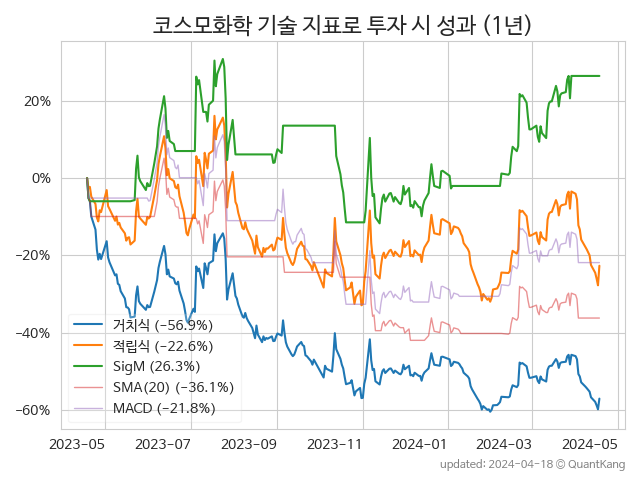 코스모화학 기술 지표로 투자 시 성과 (1년)
20%
0%
−20%
−40%
−60%
거치식 (−56.9%)
적립식 (−22.6%)
SigM (26.3%)
SMA(20) (−36.1%)
MACD (−21.8%)
2023-05 2023-07 2023-09 2023-11 2024-01 2024-03 2024-05
updated: 2024-04-18 © QuantKang